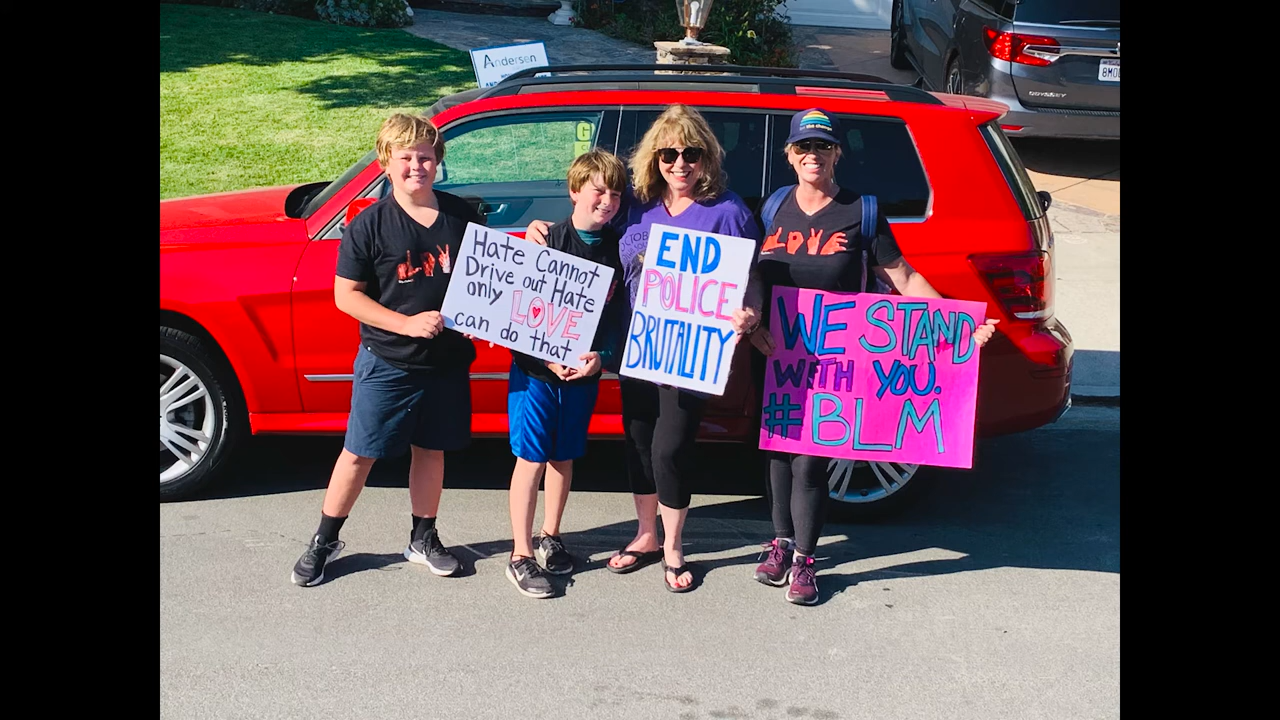 Andersen
ODYSSEY
LOVE
LOVE
Hate Cannot
Drive out Hate
only LOVE
can do that
END
POLICE
BRUTALITY
WE STAND
WITH YOU.
#BLM